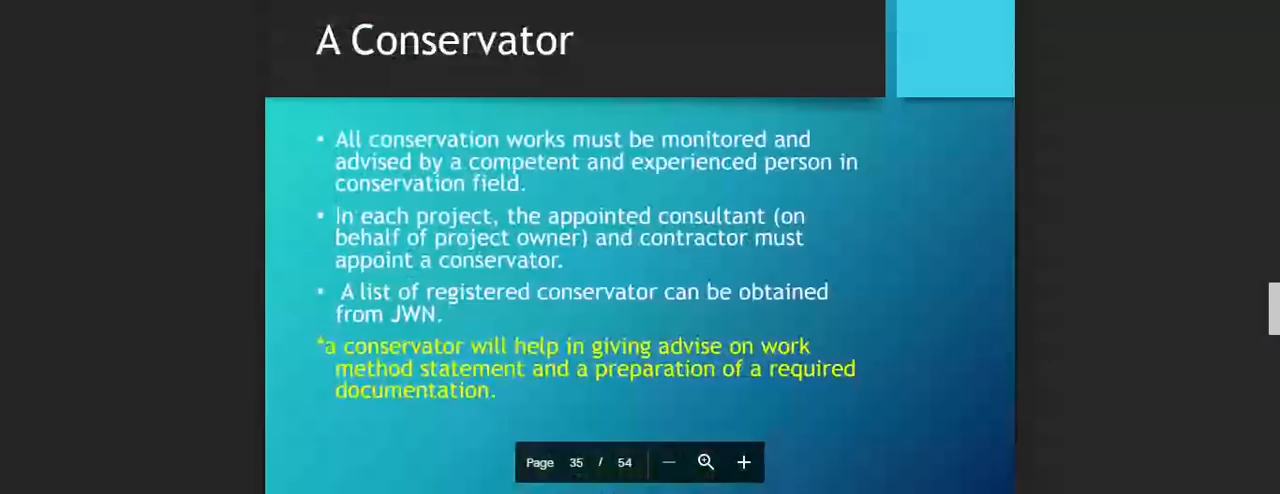 A Conservator
• All conservation works must be monitored and
advised by a competent and experienced person in
conservation field.
• In each project, the appointed consultant (on
behalf of project owner) and contractor must
appoint a conservator.
• A list of registered conservator can be obtained
from JWN.
*a conservator will help in giving advise on work
method statement and a preparation of a required
documentation.
Page 35 / 54